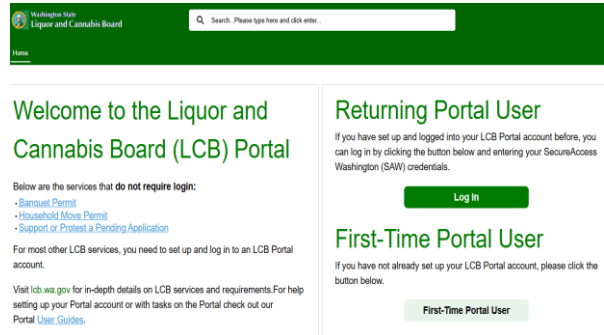 Washington State
Liquor and Cannabis Board
Search...Please type here and click enter...
Home
Welcome to the Liquor and
Cannabis Board (LCB) Portal
Below are the services that do not require login:
- Banquet Permit
- Household Move Permit
- Support or Protest a Pending Application
For most other LCB services, you need to set up and log in to an LCB Portal
account.
Visit lcb.wa.gov for in-depth details on LCB services and requirements.For help
setting up your Portal account or with tasks on the Portal check out our
Portal User Guides.
Returning Portal User
If you have set up and logged into your LCB Portal account before, you
can log in by clicking the button below and entering your SecureAccess
Washington (SAW) credentials.
Log In
First-Time Portal User
If you have not already set up your LCB Portal account, please click the
button below.
First-Time Portal User